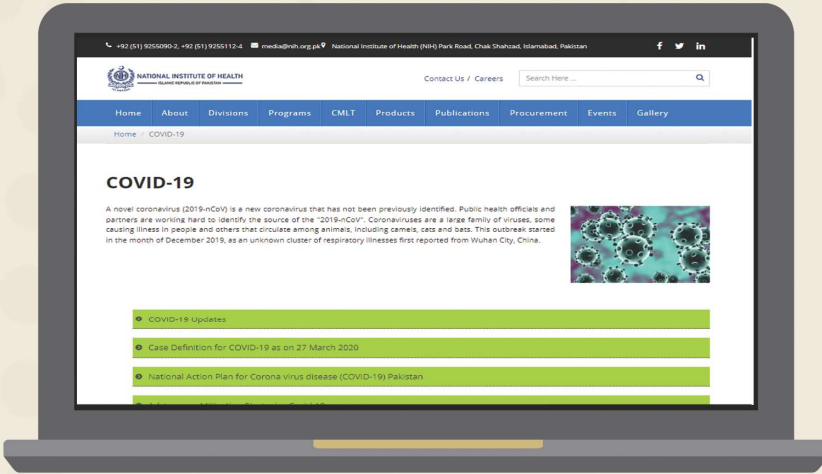 +92 (51) 9255090-2, +92 (51) 9255112-4 media@nih.org.pk National Institute of Health (NIH) Park Road, Chak Shahzad, Islamabad, Pakistan
NATIONAL INSTITUTE OF HEALTH
ISLAMIC REPUBLIC OF PAKISTAN
Contact Us / Careers Search Here ...
Home About Divisions Programs CMLT Products Publications Procurement Events Gallery
Home / COVID-19
COVID-19
A novel coronavirus (2019-nCoV) is a new coronavirus that has not been previously identified. Public health officials and
partners are working hard to identify the source of the "2019-nCoV". Coronaviruses are a large family of viruses, some
causing illness in people and others that circulate among animals, including camels, cats and bats. This outbreak started
in the month of December 2019, as an unknown cluster of respiratory illnesses first reported from Wuhan City, China.
COVID-19 Updates
Case Definition for COVID-19 as on 27 March 2020
National Action Plan for Corona virus disease (COVID-19) Pakistan